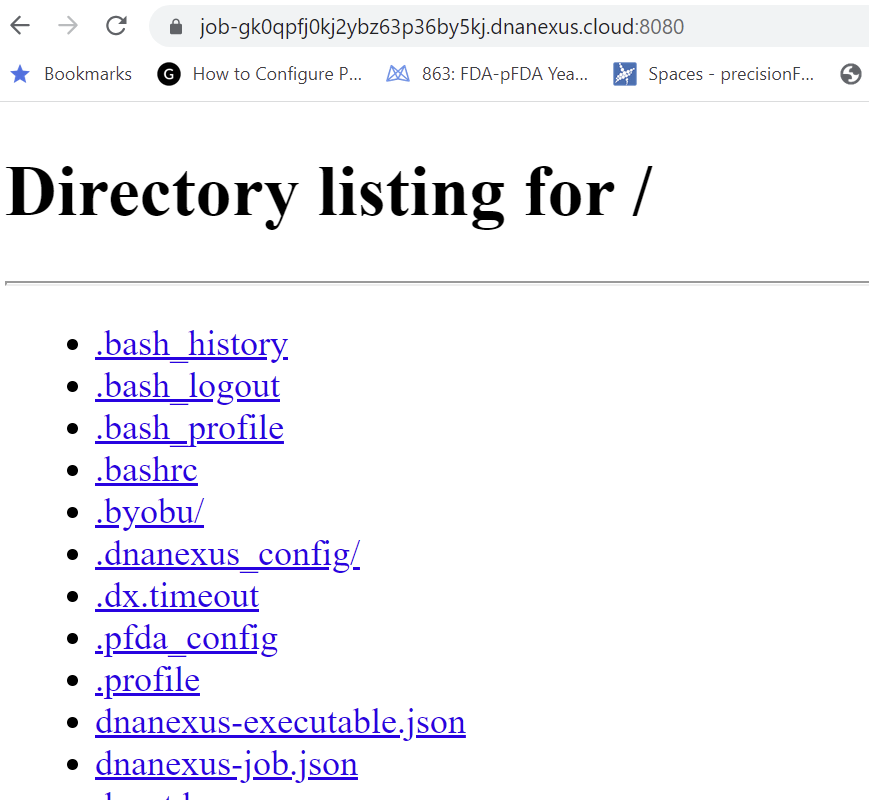 job-gk0qpfj0kj2ybz63p36by5kj.dnanexus.cloud:8080
Bookmarks G How to Configure P... 863: FDA-pFDA Yea... Spaces - precisionF...
Directory listing for /
.bash_history
.bash_logout
.bash_profile
.bashrc
.byobu/
.dnanexus_config/
.dx.timeout
.pfda_config
.profile
dnanexus-executable.json
dnanexus-job.json